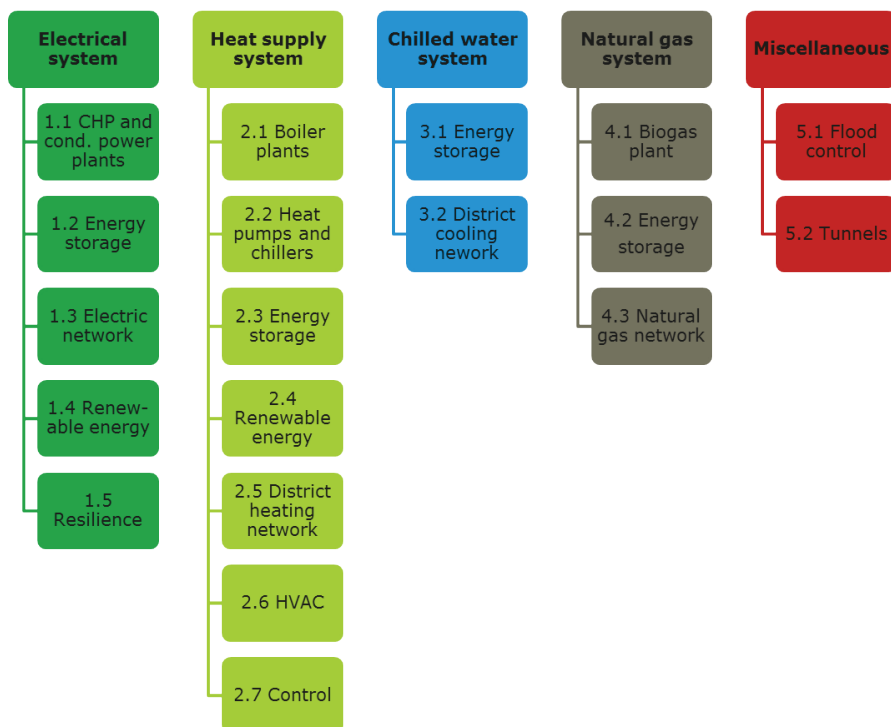 Electrical
system
1.1 CHP and
cond. power
plants
1.2 Energy
storage
1.3 Electric
network
1.4 Renew-
able energy
1.5
Resilience
Heat supply
system
2.1 Boiler
plants
2.2 Heat
pumps and
chillers
2.3 Energy
storage
2.4
Renewable
energy
2.5 District
heating
network
2.6 HVAC
2.7 Control
Chilled water
system
3.1 Energy
storage
3.2 District
cooling
nework
Natural gas
system
4.1 Biogas
plant
4.2 Energy
storage
4.3 Natural
gas network
Miscellaneous
5.1 Flood
control
5.2 Tunnels